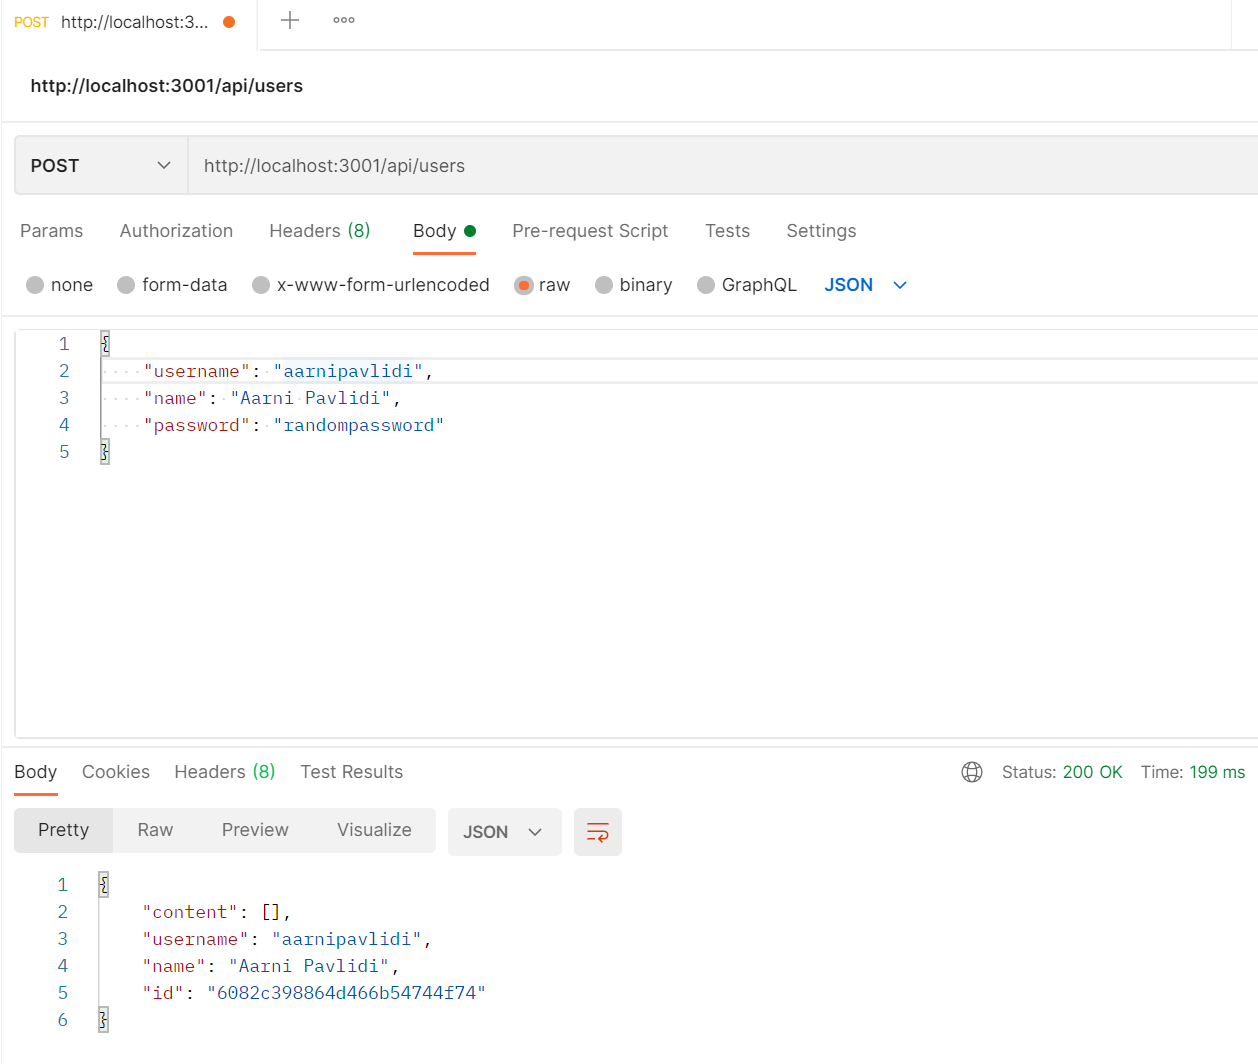 POST http://localhost:3... ooo
http://localhost:3001/api/users
POST http://localhost:3001/api/users
Params Authorization Headers (8) Body Pre-request Script Tests Settings
none form-data x-www-form-urlencoded raw binary GraphQL JSON
1 {
2 "username": "aarnipavlidi",
3 "name": "Aarni Pavlidi",
4 "password": "randompassword"
5 }
Body Cookies Headers (8) Test Results Status: 200 OK Time: 199 ms
Pretty Raw Preview Visualize JSON
1 {
2 "content": [],
3 "username": "aarnipavlidi",
4 "name": "Aarni Pavlidi",
5 "id": "6082c398864d466b54744f74"
6 }